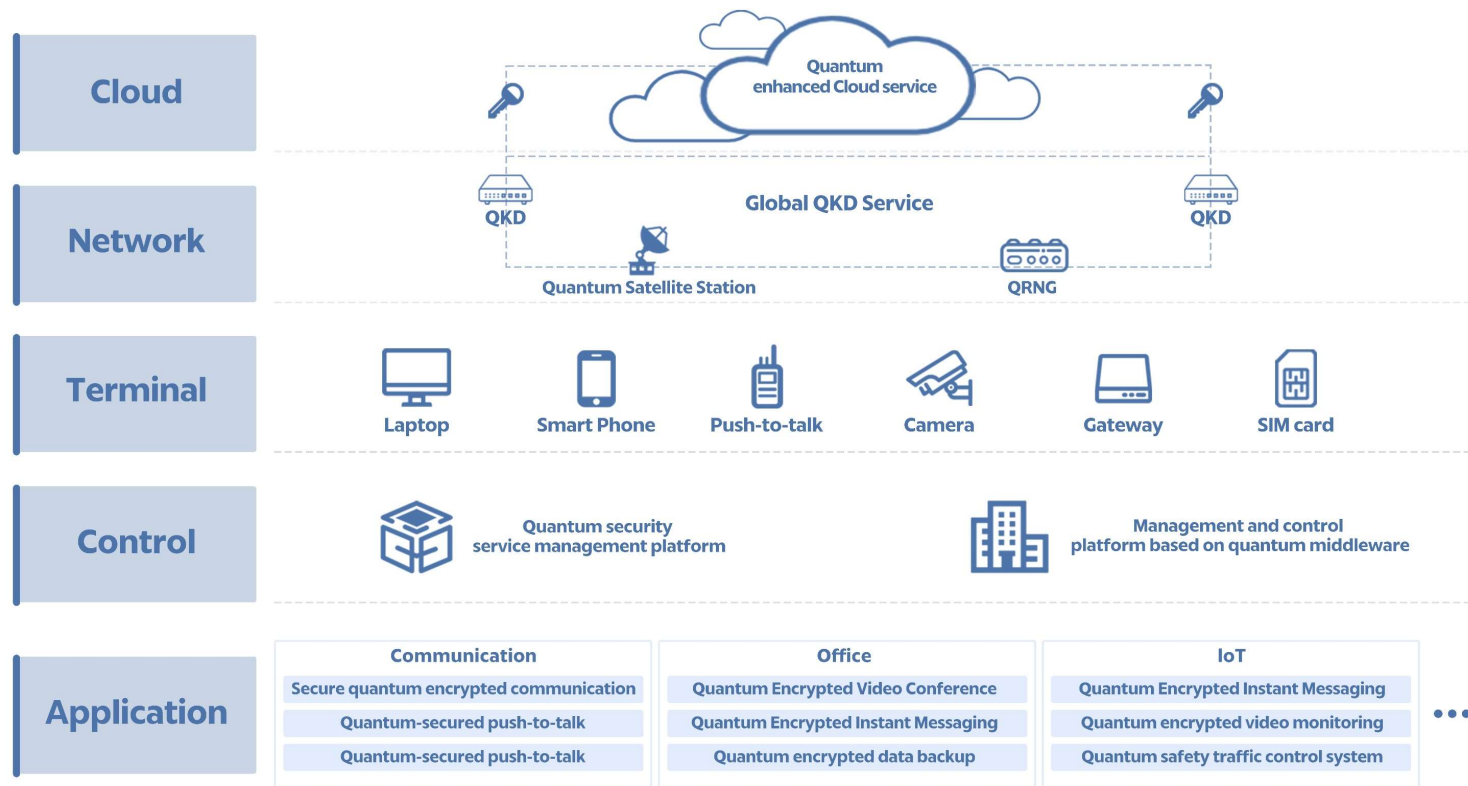 Cloud
Quantum
enhanced Cloud service
Network
QKD
Global QKD Service
QKD
Quantum Satellite Station
QRNG
Terminal
Laptop
Smart Phone
Push-to-talk
Camera
Gateway
SIM card
Control
Quantum security
service management platform
Management and control
platform based on quantum middleware
Application
Communication
Secure quantum encrypted communication
Quantum-secured push-to-talk
Quantum-secured push-to-talk
Office
Quantum Encrypted Video Conference
Quantum Encrypted Instant Messaging
Quantum encrypted data backup
IoT
Quantum Encrypted Instant Messaging
Quantum encrypted video monitoring
Quantum safety traffic control system